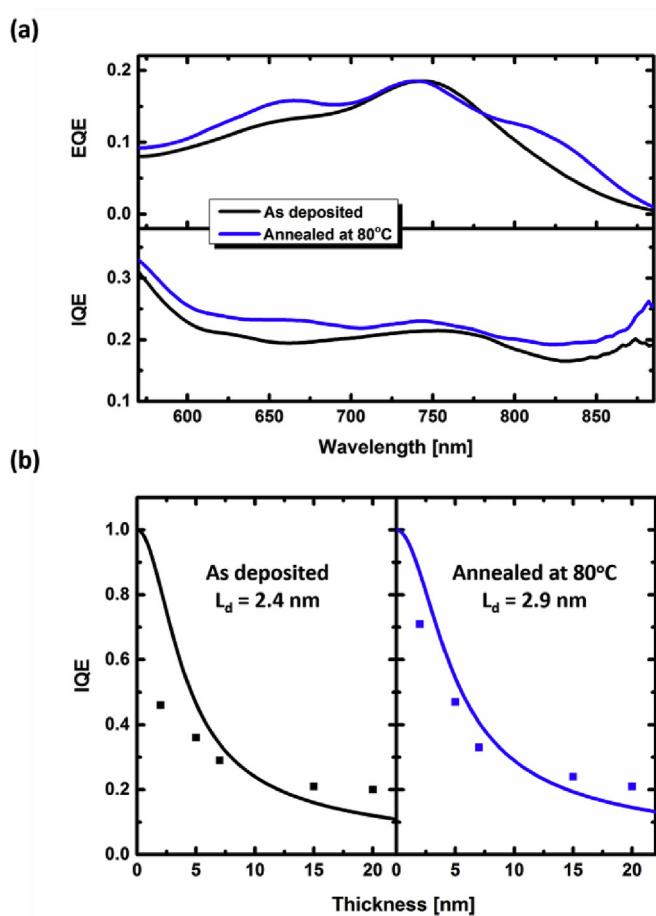 (a)
0.2
0.1
0.0
EQE
As deposited
Annealed at 80°C
0.3
0.2
0.1
IQE
600 650 700 750 800 850
Wavelength [nm]
(b)
1.0
0.8
0.6
0.4
0.2
0.0
IQE
As deposited
L_d = 2.4 nm
Annealed at 80°C
L_d = 2.9 nm
0 5 10 15 20 0 5 10 15 20
Thickness [nm]